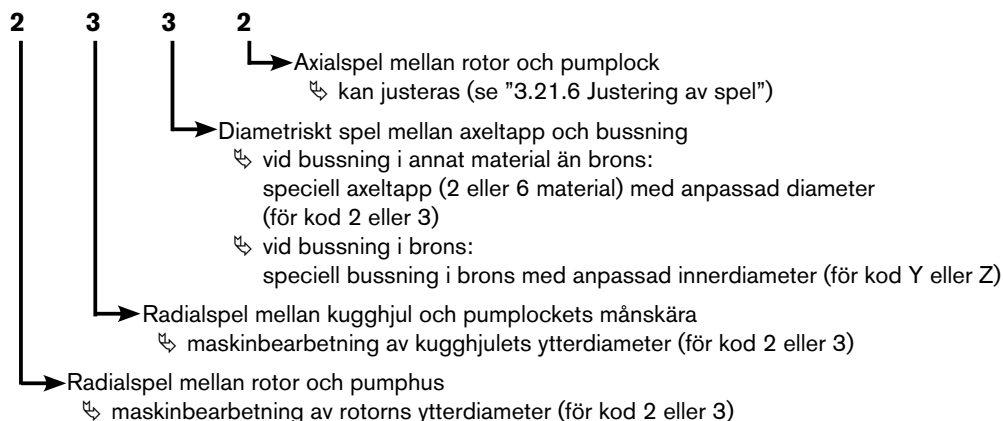 2 3 3 2
Axialspel mellan rotor och pumplock
kan justeras (se ”3.21.6 Justering av spel”)
Diametriskt spel mellan axeltapp och bussning
vid bussning i annat material än brons:
speciell axeltapp (2 eller 6 material) med anpassad diameter
(för kod 2 eller 3)
vid bussning i brons:
speciell bussning i brons med anpassad innerdiameter (för kod Y eller Z)
Radialspel mellan kugghjul och pumplockets månskära
maskinbearbetning av kugghjulets ytterdiameter (för kod 2 eller 3)
Radialspel mellan rotor och pumphus
maskinbearbetning av rotorns ytterdiameter (för kod 2 eller 3)